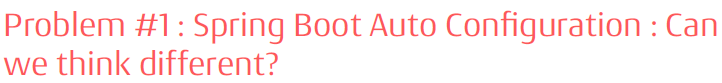 Problem #1 : Spring Boot Auto Configuration : Can
we think different?